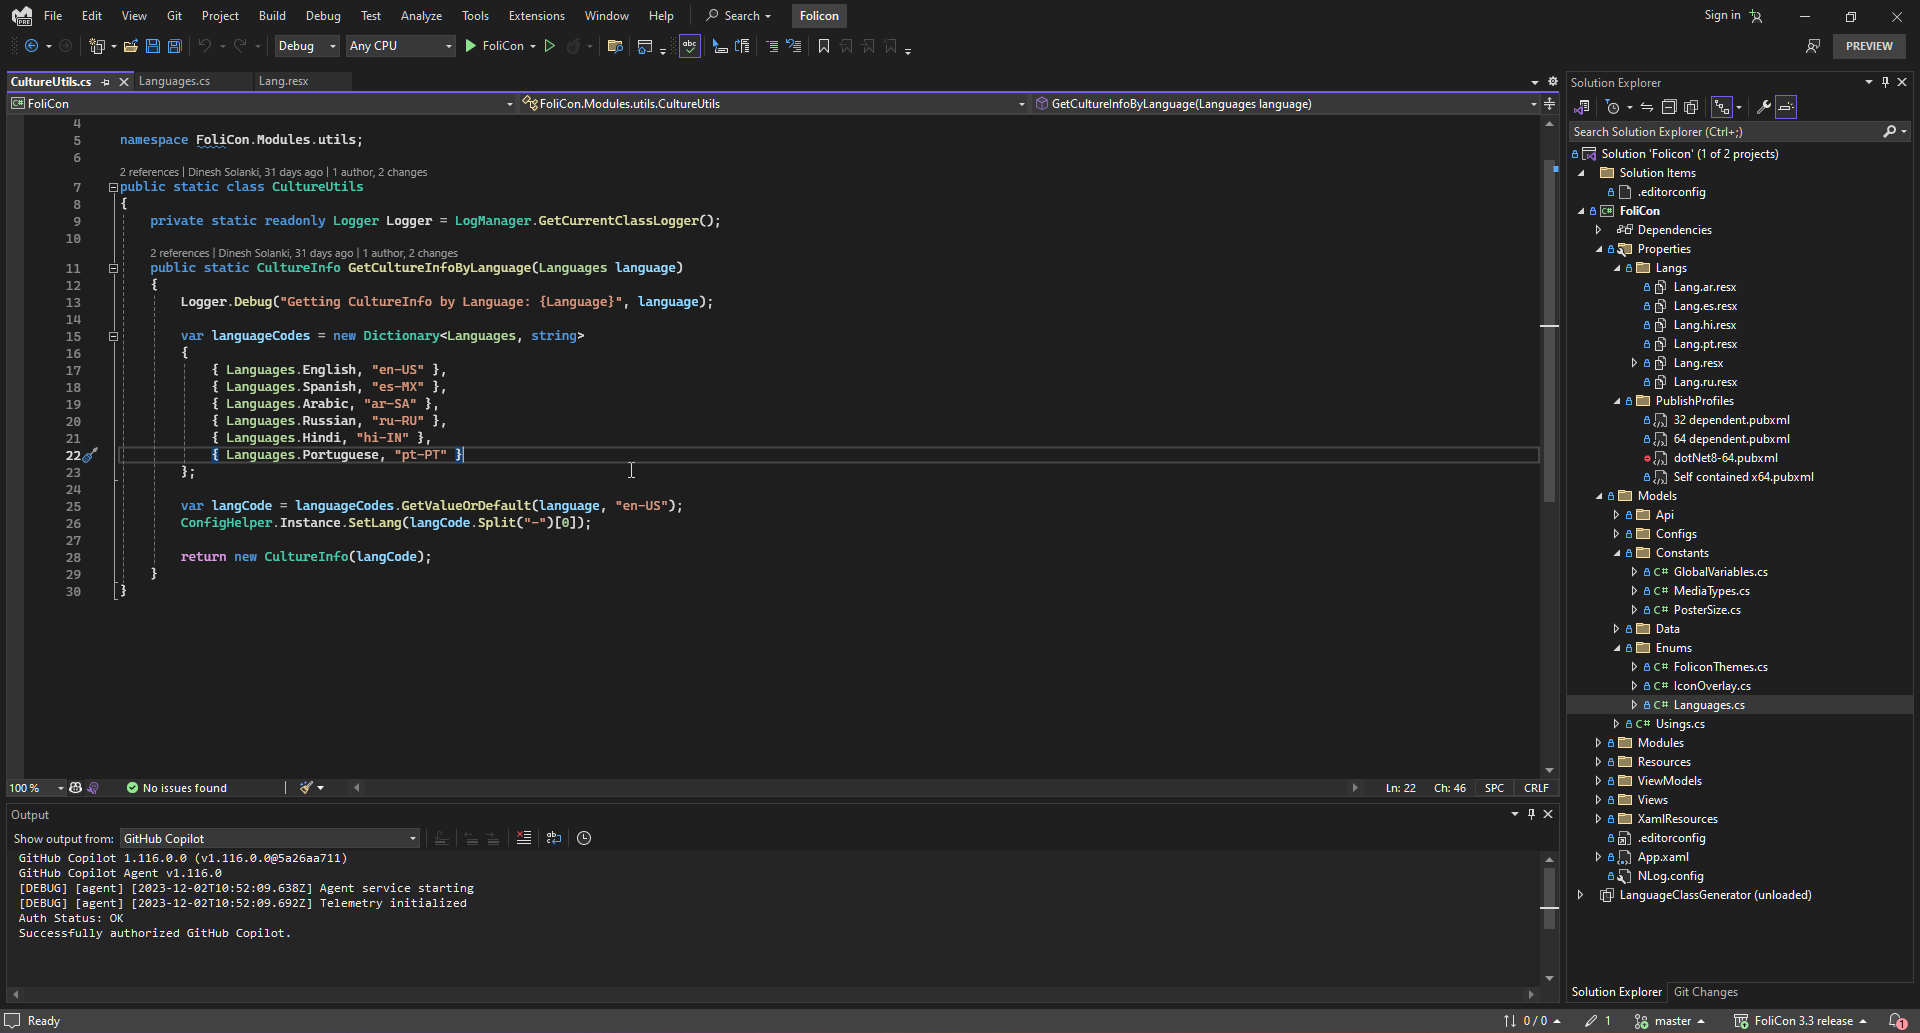 File Edit View Git Project Build Debug Test Analyze Tools Extensions Window Help Search Folicon Sign in
Debug Any CPU FoliCon PREVIEW
CultureUtils.cs Languages.cs Lang.resx
FoliCon FoliCon.Modules.utils.CultureUtils GetCultureInfoByLanguage(Languages language)
4
5 namespace FoliCon.Modules.utils;
6
2 references | Dinesh Solanki, 31 days ago | 1 author, 2 changes
7 public static class CultureUtils
8 {
9 private static readonly Logger Logger = LogManager.GetCurrentClassLogger();
10
2 references | Dinesh Solanki, 31 days ago | 1 author, 2 changes
11 public static CultureInfo GetCultureInfoByLanguage(Languages language)
12 {
13 Logger.Debug("Getting CultureInfo by Language: {Language}", language);
14
15 var languageCodes = new Dictionary<Languages, string>
16 {
17 { Languages.English, "en-US" },
18 { Languages.Spanish, "es-MX" },
19 { Languages.Arabic, "ar-SA" },
20 { Languages.Russian, "ru-RU" },
21 { Languages.Hindi, "hi-IN" },
22 { Languages.Portuguese, "pt-PT" }
23 };
24
25 var langCode = languageCodes.GetValueOrDefault(language, "en-US");
26 ConfigHelper.Instance.SetLang(langCode.Split("-")[0]);
27
28 return new CultureInfo(langCode);
29 }
30 }
100 % No issues found Ln: 22 Ch: 46 SPC CRLF
Output
Show output from: GitHub Copilot
GitHub Copilot 1.116.0.0 (v1.116.0.0@5a26aa711)
GitHub Copilot Agent v1.116.0
[DEBUG] [agent] [2023-12-02T10:52:09.638Z] Agent service starting
[DEBUG] [agent] [2023-12-02T10:52:09.692Z] Telemetry initialized
Auth Status: OK
Successfully authorized GitHub Copilot.
Solution Explorer
Search Solution Explorer (Ctrl+;)
Solution 'Folicon' (1 of 2 projects)
Solution Items
.editorconfig
FoliCon
Dependencies
Properties
Langs
Lang.ar.resx
Lang.es.resx
Lang.hi.resx
Lang.pt.resx
Lang.resx
Lang.ru.resx
PublishProfiles
32 dependent.pubxml
64 dependent.pubxml
dotNet8-64.pubxml
Self contained x64.pubxml
Models
Api
Configs
Constants
C# GlobalVariables.cs
C# MediaTypes.cs
C# PosterSize.cs
Data
Enums
C# FoliconThemes.cs
C# IconOverlay.cs
C# Languages.cs
C# Usings.cs
Modules
Resources
ViewModels
Views
XamlResources
.editorconfig
App.xaml
NLog.config
LanguageClassGenerator (unloaded)
Solution Explorer Git Changes
Ready 0 / 0 1 master FoliCon 3.3 release 1